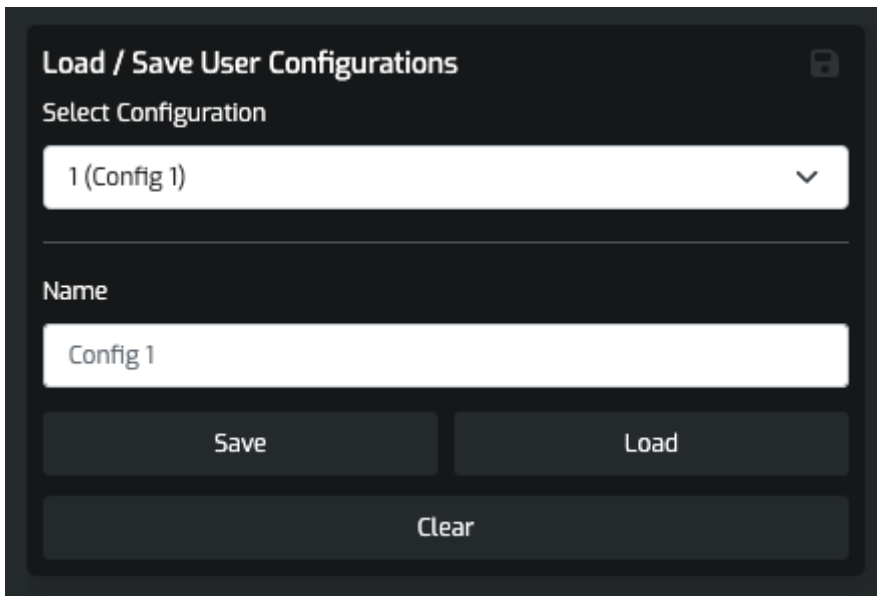 Load / Save User Configurations
Select Configuration
1 (Config 1)
Name
Config 1
Save Load
Clear